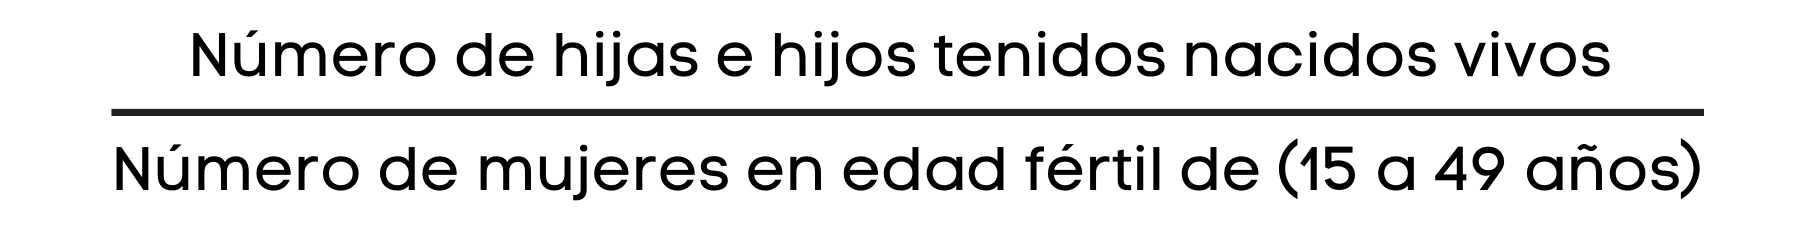 Número de hijas e hijos tenidos nacidos vivos
Número de mujeres en edad fértil de (15 a 49 años)